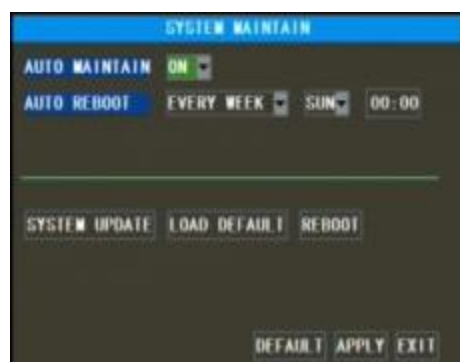 SYSTEM MAINTAIN
AUTO MAINTAIN ON
AUTO REBOOT EVERY WEEK SUN 00:00
SYSTEM UPDATE LOAD DEFAULT REBOOT
DEFAULT APPLY EXIT